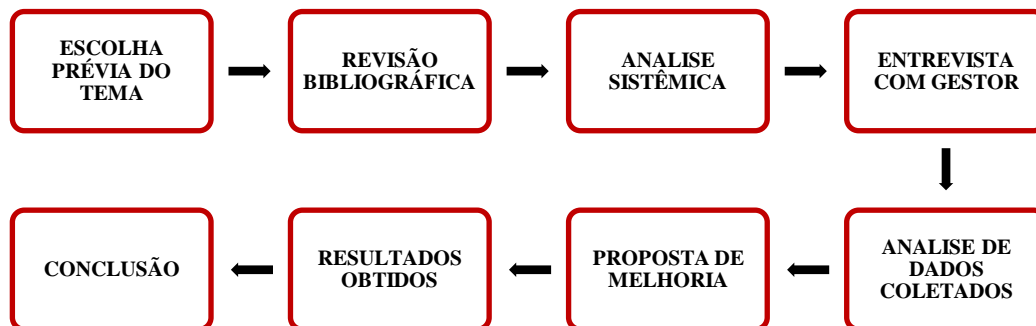 ESCOLHA
PRÉVIA DO
TEMA
REVISÃO
BIBLIOGRÁFICA
ANALISE
SISTÊMICA
ENTREVISTA
COM GESTOR
ANALISE DE
DADOS
COLETADOS
PROPOSTA DE
MELHORIA
RESULTADOS
OBTIDOS
CONCLUSÃO